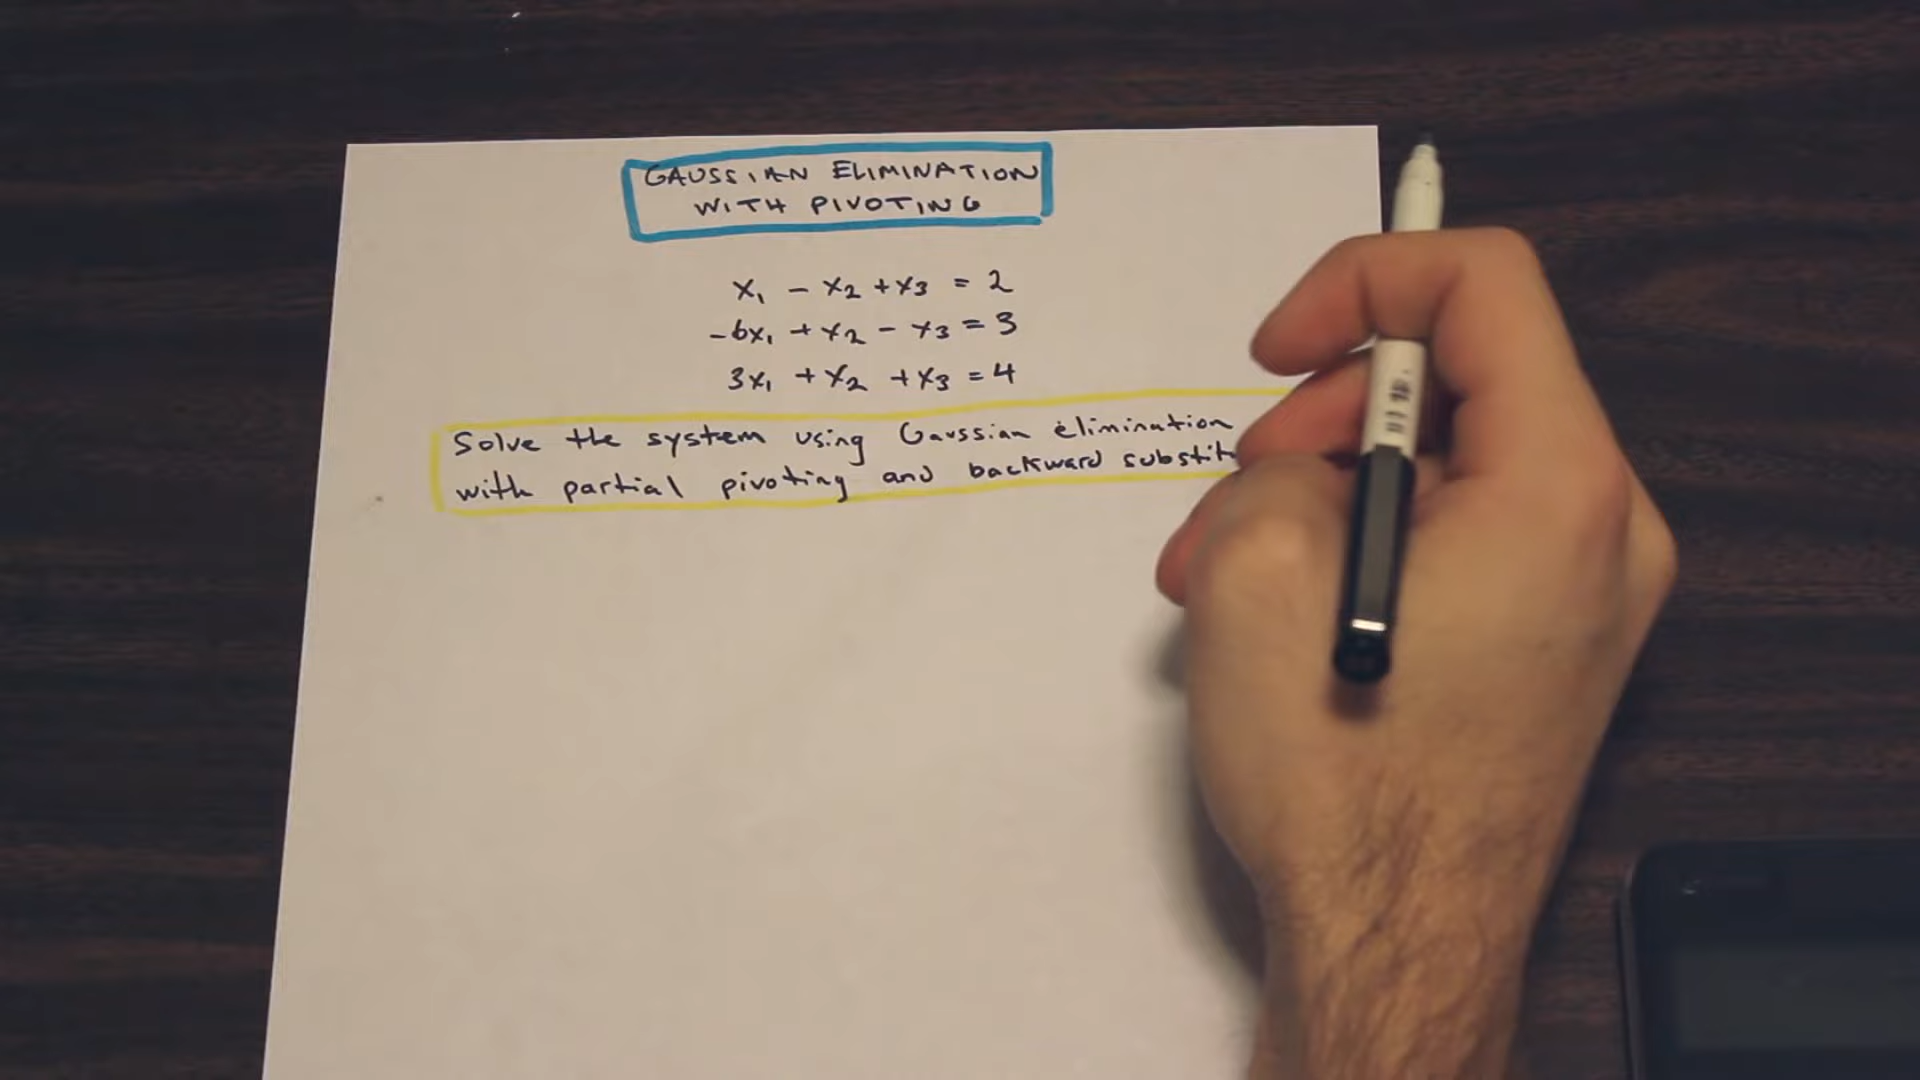 GAUSSIAN ELIMINATION
WITH PIVOTING
x₁ - x₂ + x₃ = 2
-6x₁ + x₂ - x₃ = 3
3x₁ + x₂ + x₃ = 4
Solve the system using Gaussian elimination
with partial pivoting and backward substit